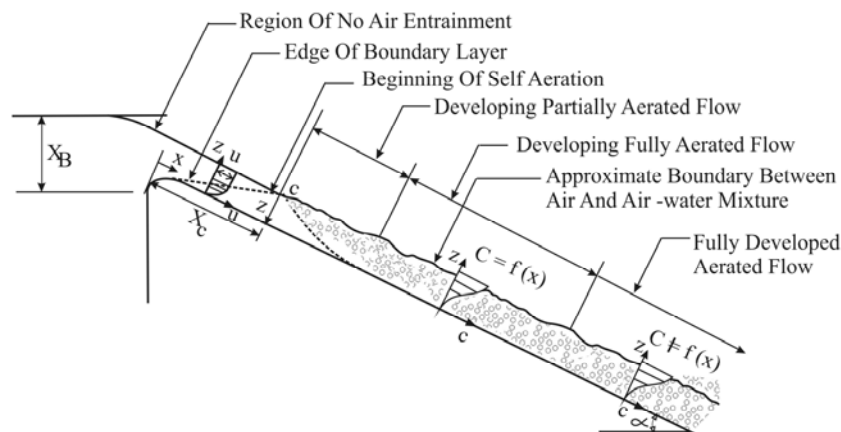 Region Of No Air Entrainment
Edge Of Boundary Layer
Beginning Of Self Aeration
Developing Partially Aerated Flow
Developing Fully Aerated Flow
Approximate Boundary Between
Air And Air -water Mixture
Fully Developed
Aerated Flow
X_B
x
X_c
z u
u
z
c
z
C = f(x)
c
z
C ≠ f(x)
c
α